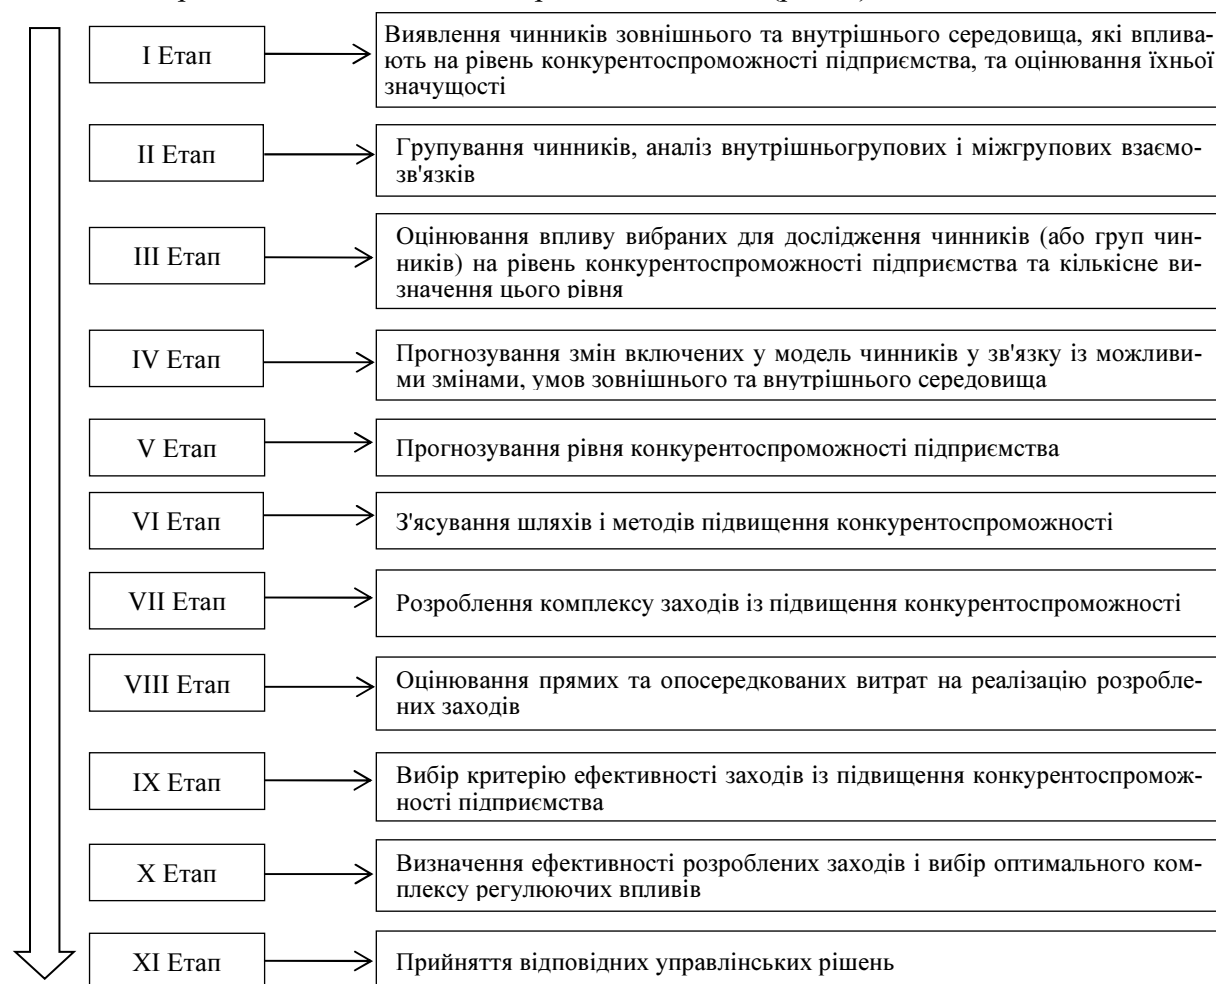 І Етап
Виявлення чинників зовнішнього та внутрішнього середовища, які вплива-
ють на рівень конкурентоспроможності підприємства, та оцінювання їхньої
значущості
ІІ Етап
Групування чинників, аналіз внутрішньогрупових і міжгрупових взаємо-
зв'язків
ІІІ Етап
Оцінювання впливу вибраних для дослідження чинників (або груп чин-
ників) на рівень конкурентоспроможності підприємства та кількісне ви-
значення цього рівня
IV Етап
Прогнозування змін включених у модель чинників у зв'язку із можливи-
ми змінами, умов зовнішнього та внутрішнього середовища
V Етап
Прогнозування рівня конкурентоспроможності підприємства
VI Етап
З'ясування шляхів і методів підвищення конкурентоспроможності
VII Етап
Розроблення комплексу заходів із підвищення конкурентоспроможності
VIII Етап
Оцінювання прямих та опосередкованих витрат на реалізацію розробле-
них заходів
IX Етап
Вибір критерію ефективності заходів із підвищення конкурентоспромож-
ності підприємства
X Етап
Визначення ефективності розроблених заходів і вибір оптимального ком-
плексу регулюючих впливів
XI Етап
Прийняття відповідних управлінських рішень